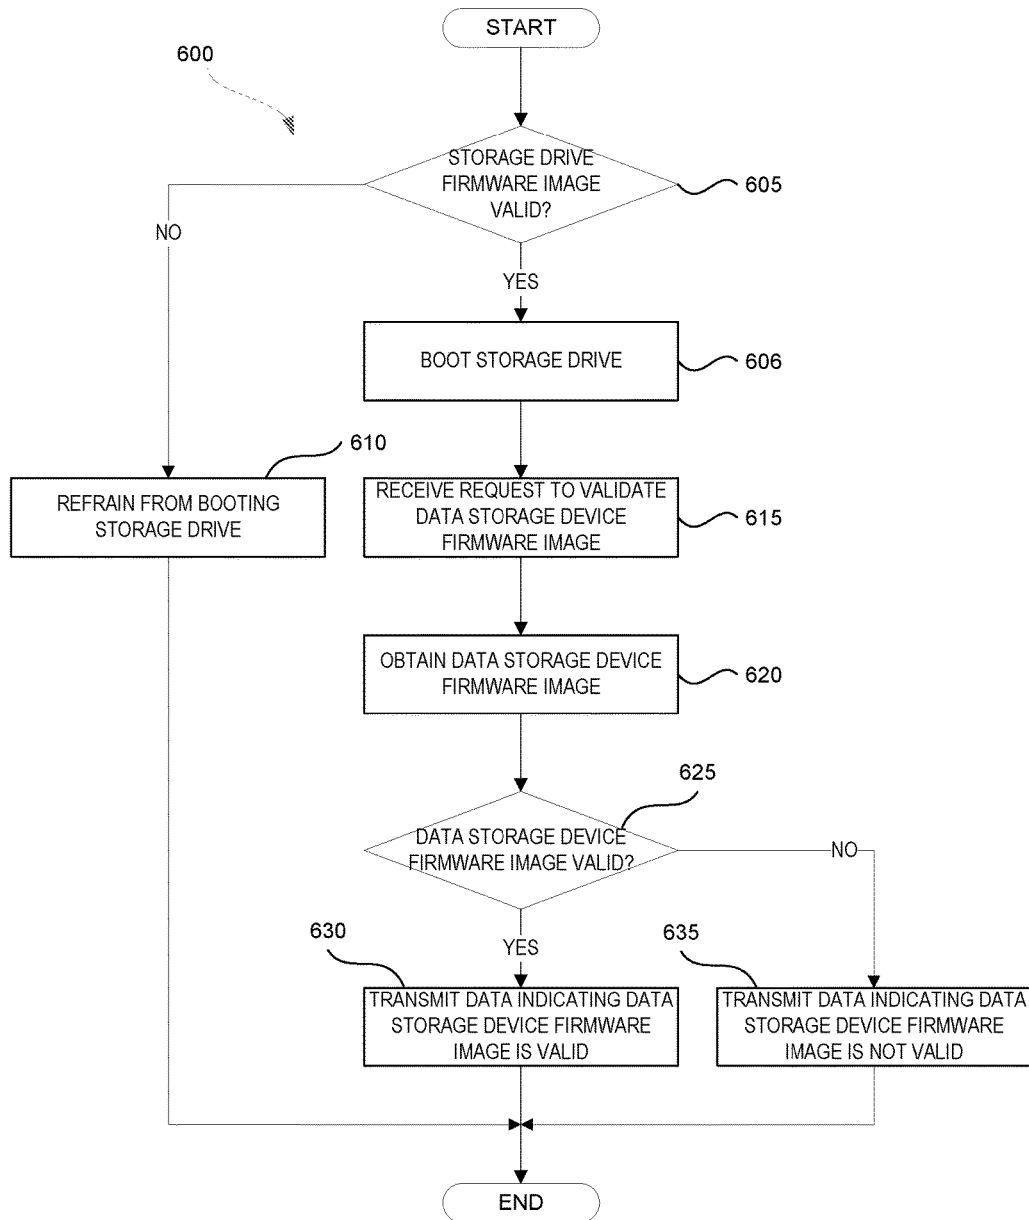 START
600
STORAGE DRIVE
FIRMWARE IMAGE
VALID?
605
NO
YES
BOOT STORAGE DRIVE
606
610
REFRAIN FROM BOOTING
STORAGE DRIVE
RECEIVE REQUEST TO VALIDATE
DATA STORAGE DEVICE
FIRMWARE IMAGE
615
OBTAIN DATA STORAGE DEVICE
FIRMWARE IMAGE
620
625
DATA STORAGE DEVICE
FIRMWARE IMAGE VALID?
NO
YES
630
635
TRANSMIT DATA INDICATING DATA
STORAGE DEVICE FIRMWARE
IMAGE IS VALID
TRANSMIT DATA INDICATING DATA
STORAGE DEVICE FIRMWARE
IMAGE IS NOT VALID
END